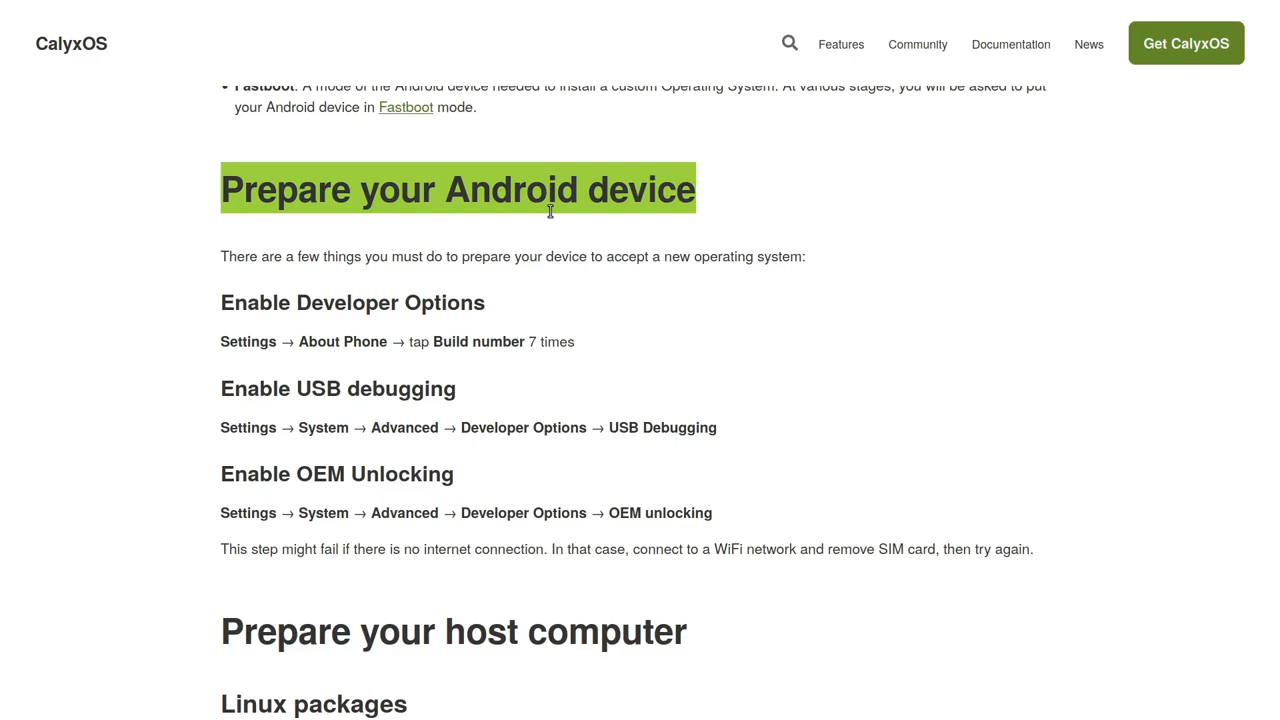 CalyxOS
Features
Community
Documentation
News
Get CalyxOS
• Fastboot: A mode of the Android device needed to install a custom Operating System. At various stages, you will be asked to put
your Android device in Fastboot mode.
Prepare your Android device
There are a few things you must do to prepare your device to accept a new operating system:
Enable Developer Options
Settings → About Phone → tap Build number 7 times
Enable USB debugging
Settings → System → Advanced → Developer Options → USB Debugging
Enable OEM Unlocking
Settings → System → Advanced → Developer Options → OEM unlocking
This step might fail if there is no internet connection. In that case, connect to a WiFi network and remove SIM card, then try again.
Prepare your host computer
Linux packages